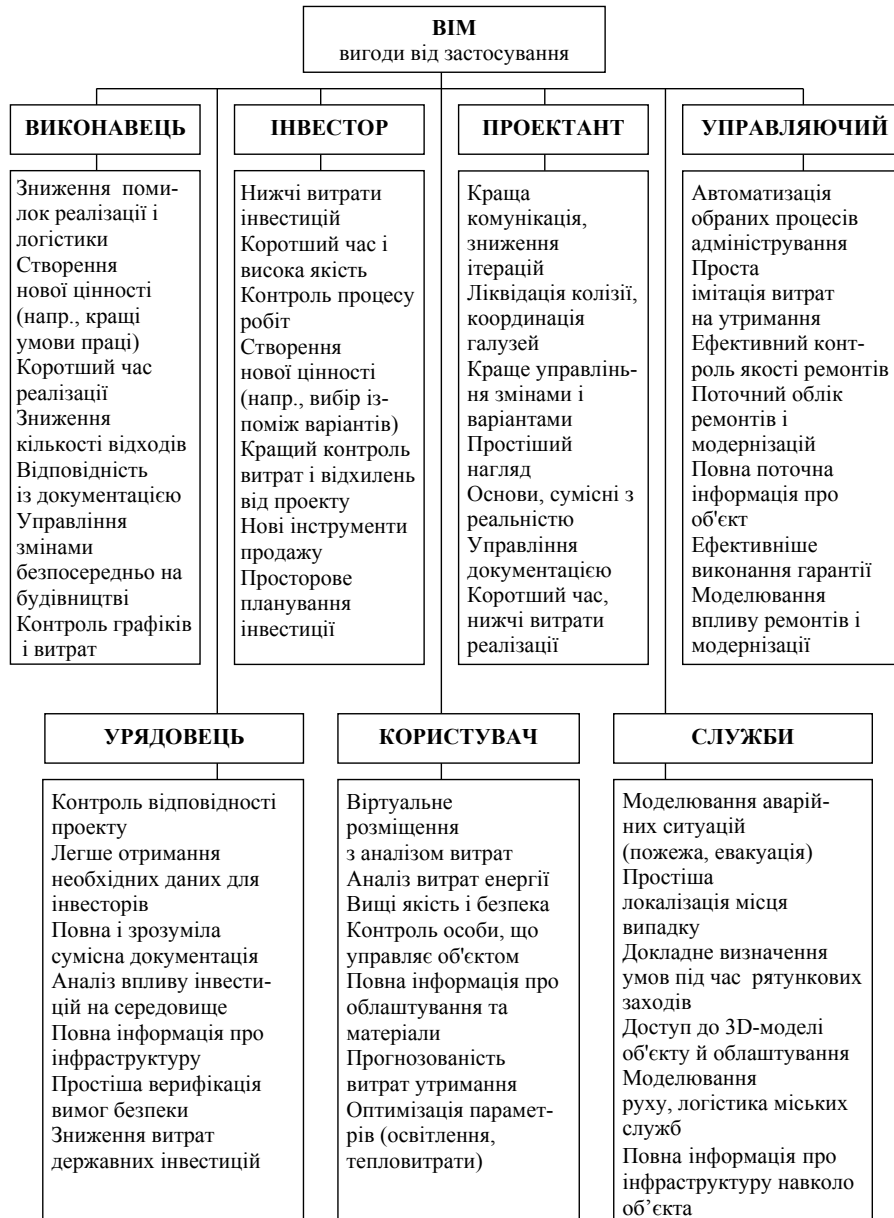 ВІМ
вигоди від застосування
ВИКОНАВЕЦЬ
Зниження поми-
лок реалізації і
логістики
Створення
нової цінності
(напр., кращі
умови праці)
Коротший час
реалізації
Зниження
кількості відходів
Відповідність
із документацією
Управління
змінами
безпосередньо на
будівництві
Контроль графіків
і витрат
ІНВЕСТОР
Нижчі витрати
інвестицій
Коротший час і
висока якість
Контроль процесу
робіт
Створення
нової цінності
(напр., вибір із-
поміж варіантів)
Кращий контроль
витрат і відхилень
від проекту
Нові інструменти
продажу
Просторове
планування
інвестиції
ПРОЕКТАНТ
Краща
комунікація,
зниження
ітерацій
Ліквідація колізії,
координація
галузей
Краще управлінь-
ня змінами і
варіантами
Простіший
нагляд
Основи, сумісні з
реальністю
Управління
документацією
Коротший час,
нижчі витрати
реалізації
УПРАВЛЯЮЧИЙ
Автоматизація
обраних процесів
адміністрування
Проста
імітація витрат
на утримання
Ефективний конт-
роль якості ремонтів
Поточний облік
ремонтів і
модернізацій
Повна поточна
інформація про
об'єкт
Ефективніше
виконання гарантії
Моделювання
впливу ремонтів і
модернізації
УРЯДОВЕЦЬ
Контроль відповідності
проекту
Легше отримання
необхідних даних для
інвесторів
Повна і зрозуміла
сумісна документація
Аналіз впливу інвести-
цій на середовище
Повна інформація про
інфраструктуру
Простіша верифікація
вимог безпеки
Зниження витрат
державних інвестицій
КОРИСТУВАЧ
Віртуальне
розміщення
з аналізом витрат
Аналіз витрат енергії
Вищі якість і безпека
Контроль особи, що
управляє об'єктом
Повна інформація про
облаштування та
матеріали
Прогнозованість
витрат утримання
Оптимізація парамет-
рів (освітлення,
тепловитрати)
СЛУЖБИ
Моделювання аварій-
них ситуацій
(пожежа, евакуація)
Простіша
локалізація місця
випадку
Докладне визначення
умов під час рятункових
заходів
Доступ до 3D-моделі
об'єкту й облаштування
Моделювання
руху, логістика міських
служб
Повна інформація про
інфраструктуру навколо
об’єкта